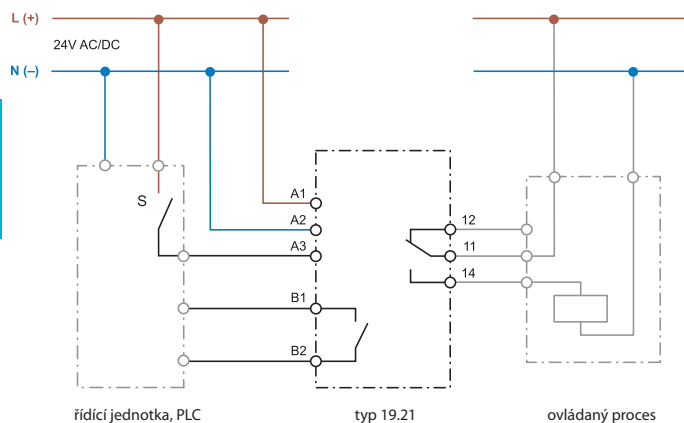 L (+)
24V AC/DC
N (–)
S
A1
A2
A3
B1
B2
12
11
14
řídící jednotka, PLC
typ 19.21
ovládaný proces